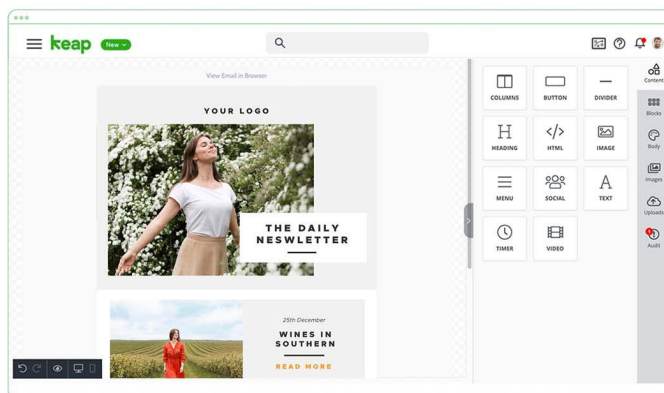 keap New
View Email in Browser
YOUR LOGO
THE DAILY
NESWLETTER
25th December
WINES IN
SOUTHERN
READ MORE
COLUMNS BUTTON DIVIDER
HEADING </> HTML IMAGE
MENU SOCIAL A TEXT
TIMER VIDEO
Content
Blocks
Body
Images
Uploads
Audit